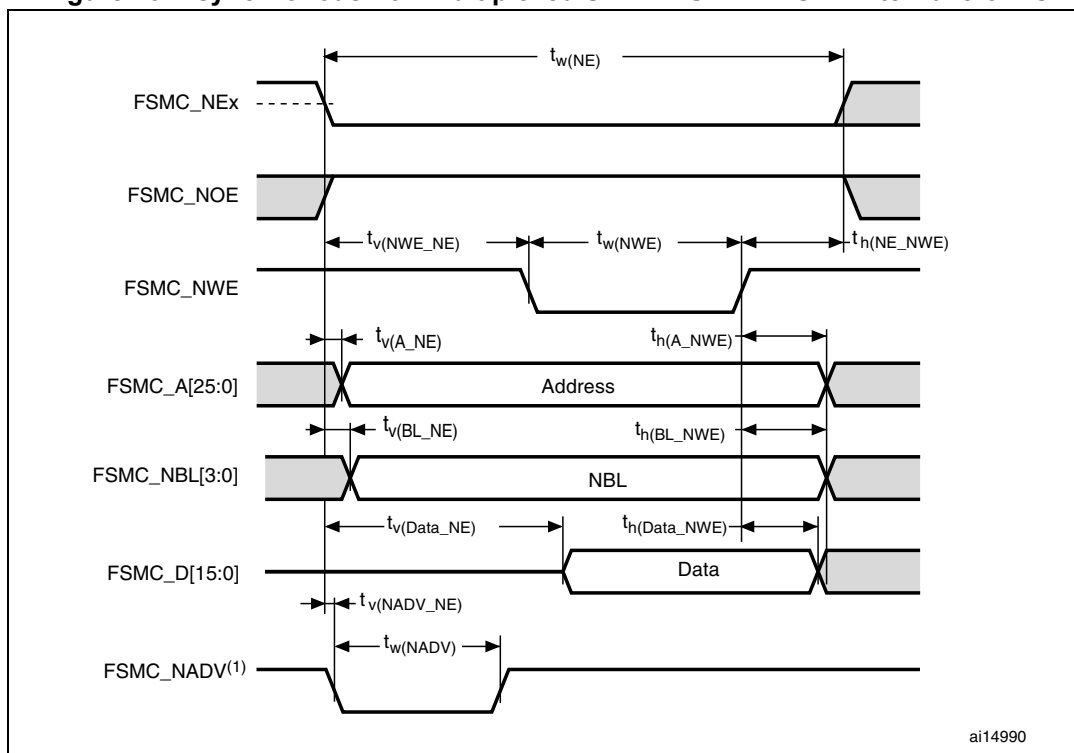 t_w(NE)
FSMC_NEx
FSMC_NOE
t_v(NWE_NE) t_w(NWE) t_h(NE_NWE)
FSMC_NWE
t_v(A_NE) t_h(A_NWE)
FSMC_A[25:0] Address
t_v(BL_NE) t_h(BL_NWE)
FSMC_NBL[3:0] NBL
t_v(Data_NE) t_h(Data_NWE)
FSMC_D[15:0] Data
t_v(NADV_NE)
t_w(NADV)
FSMC_NADV(1)
ai14990